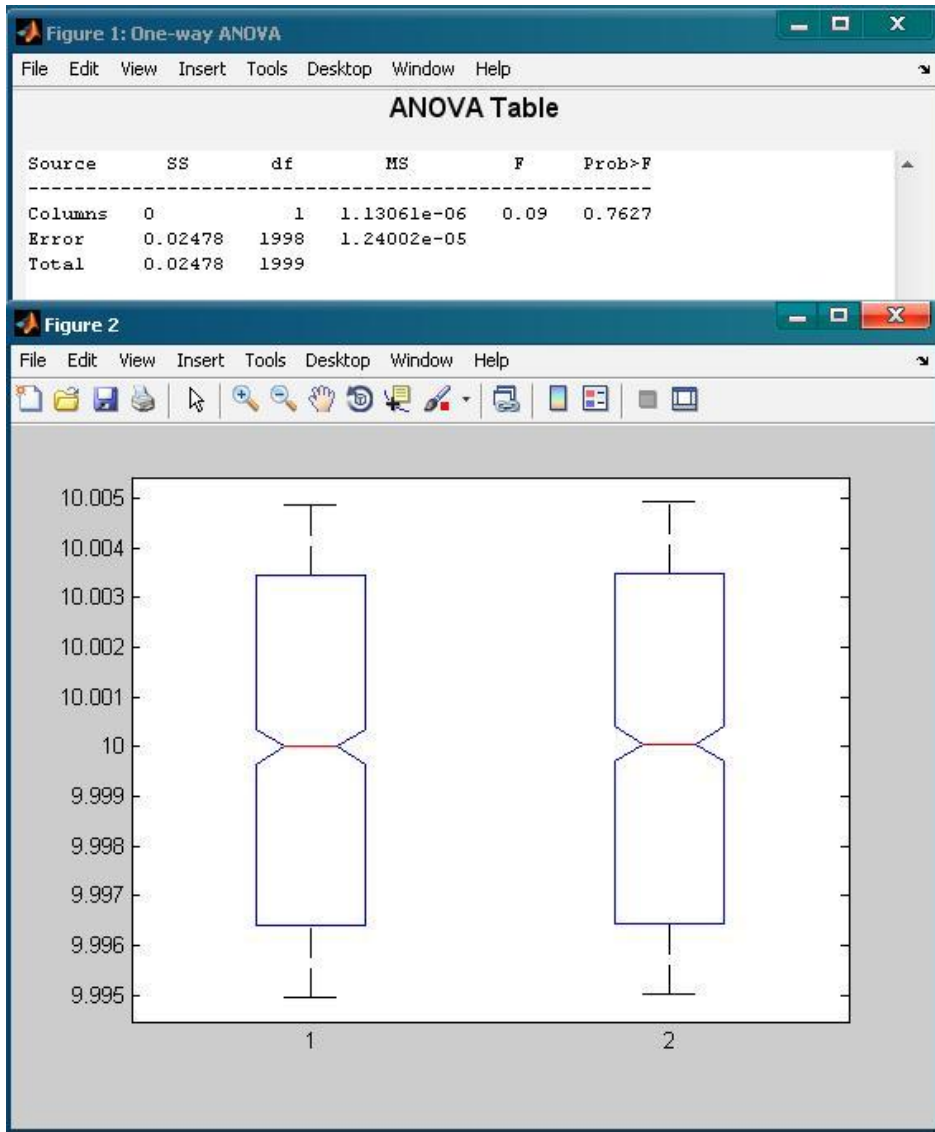 Figure 1: One-way ANOVA
File Edit View Insert Tools Desktop Window Help
ANOVA Table
Source SS df MS F Prob>F
Columns 0 1 1.13061e-06 0.09 0.7627
Error 0.02478 1998 1.24002e-05
Total 0.02478 1999
Figure 2
File Edit View Insert Tools Desktop Window Help
10.005
10.004
10.003
10.002
10.001
10
9.999
9.998
9.997
9.996
9.995
1 2